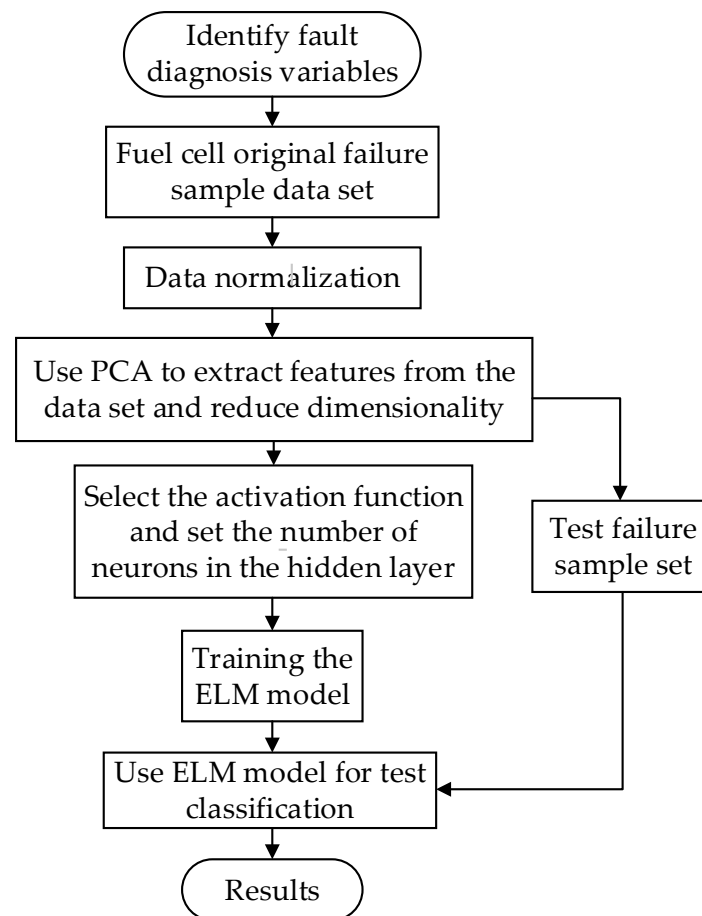 Identify fault
diagnosis variables
Fuel cell original failure
sample data set
Data normalization
Use PCA to extract features from the
data set and reduce dimensionality
Select the activation function
and set the number of
neurons in the hidden layer
Test failure
sample set
Training the
ELM model
Use ELM model for test
classification
Results